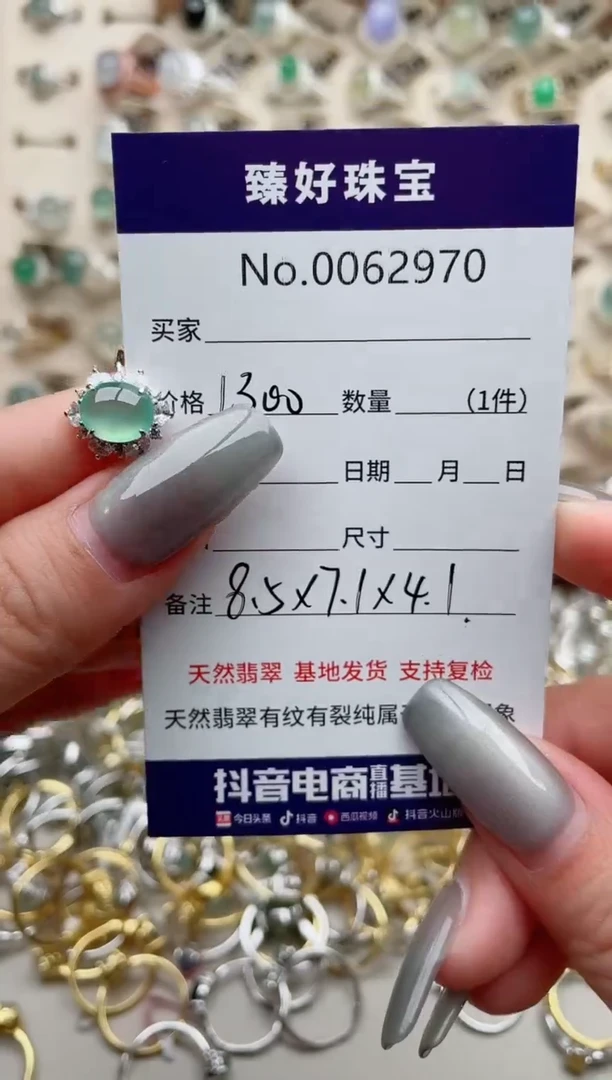 臻好珠宝
No.0062970
买家
价格 1300 数量 (1件)
日期 月 日
尺寸
备注 8.5x7.1x4.1
天然翡翠 基地发货 支持复检
天然翡翠有纹有裂纯属 象
抖音电商直播基地
今日头条 抖音 西瓜视频 抖音火山